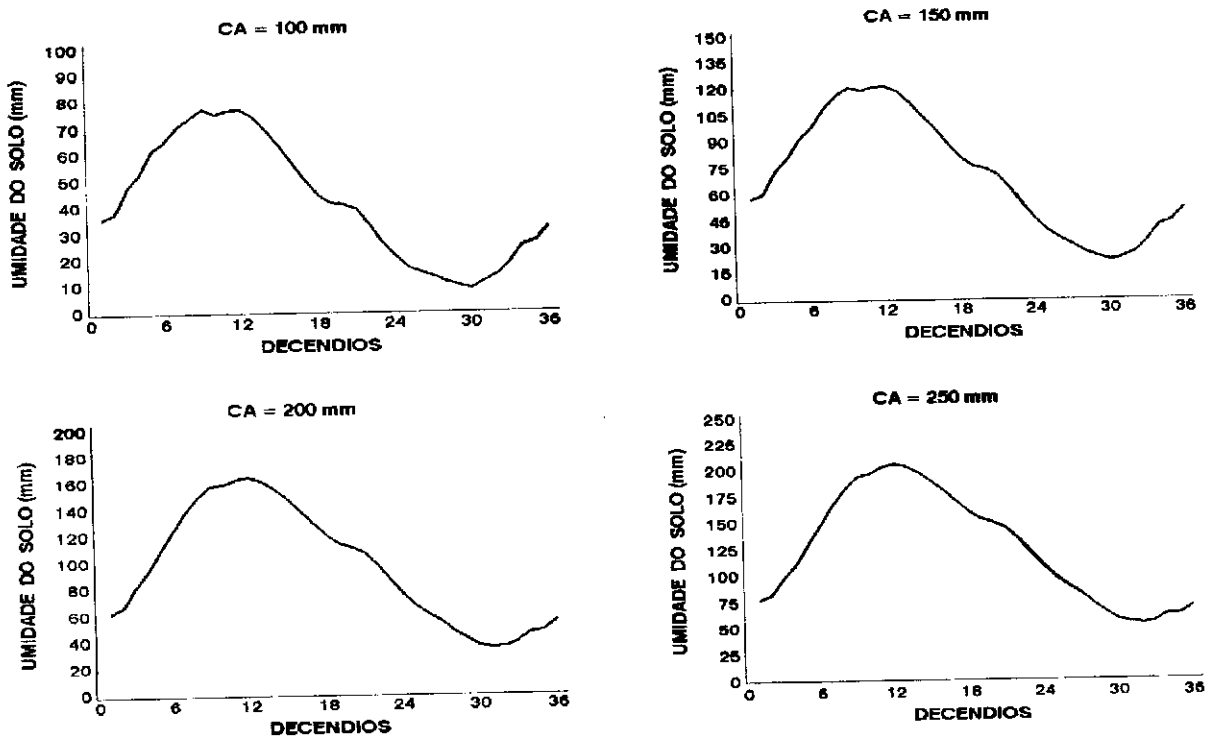 CA = 100 mm
UMIDADE DO SOLO (mm)
100
90
80
70
60
50
40
30
20
10
0
0 6 12 18 24 30 36
DECENDIOS
CA = 150 mm
UMIDADE DO SOLO (mm)
150
135
120
105
90
75
60
45
30
15
0
0 6 12 18 24 30 36
DECENDIOS
CA = 200 mm
UMIDADE DO SOLO (mm)
200
180
160
140
120
100
80
60
40
20
0
0 6 12 18 24 30 36
DECENDIOS
CA = 250 mm
UMIDADE DO SOLO (mm)
250
225
200
175
150
125
100
75
50
25
0
0 6 12 18 24 30 36
DECENDIOS